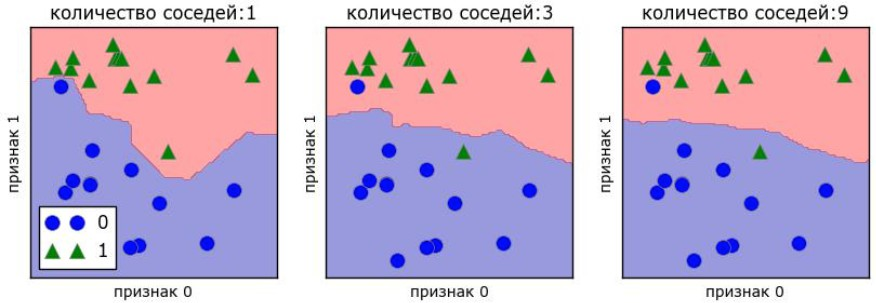 количество соседей:1
количество соседей:3
количество соседей:9
признак 1
признак 1
признак 1
0
1
признак 0
признак 0
признак 0